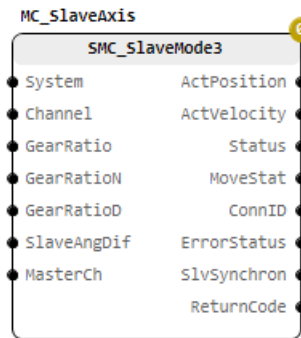 MC_SlaveAxis
SMC_SlaveMode3
System ActPosition
Channel ActVelocity
GearRatio Status
GearRatioN MoveStat
GearRatioD ConnID
SlaveAngDif ErrorStatus
MasterCh SlvSynchron
ReturnCode